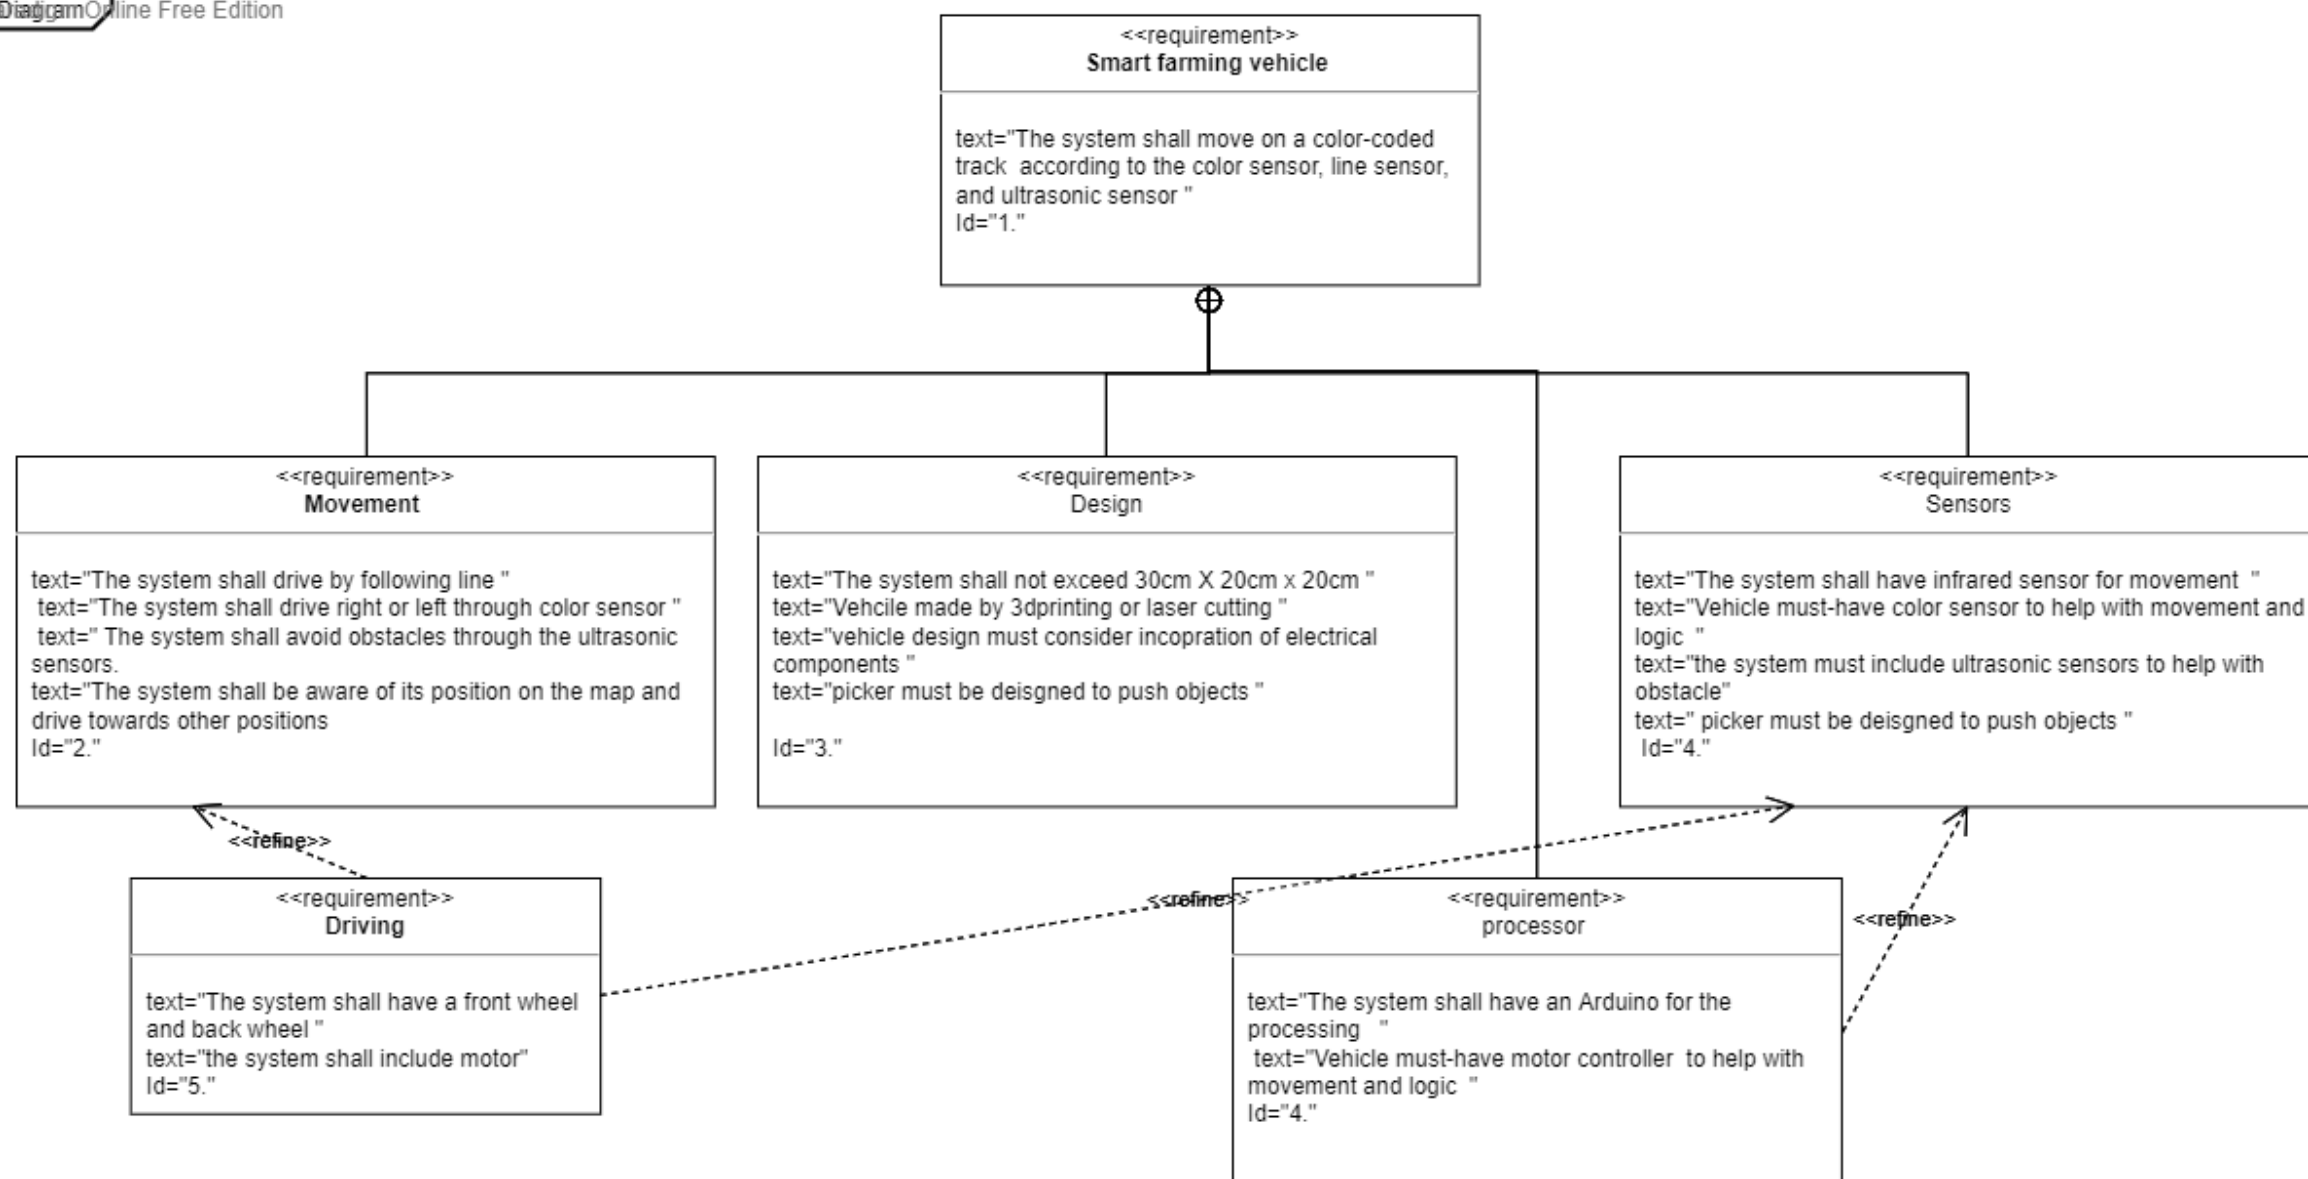 Diagram Online Free Edition
<<requirement>>
Smart farming vehicle
text="The system shall move on a color-coded
track  according to the color sensor, line sensor,
and ultrasonic sensor "
Id="1."
<<requirement>>
Movement
text="The system shall drive by following line "
text="The system shall drive right or left through color sensor "
text=" The system shall avoid obstacles through the ultrasonic
sensors.
text="The system shall be aware of its position on the map and
drive towards other positions
Id="2."
<<requirement>>
Design
text="The system shall not exceed 30cm X 20cm x 20cm "
text="Vehcile made by 3dprinting or laser cutting "
text="vehicle design must consider incopration of electrical
components "
text="picker must be deisgned to push objects "
Id="3."
<<requirement>>
Sensors
text="The system shall have infrared sensor for movement  "
text="Vehicle must-have color sensor to help with movement and
logic  "
text="the system must include ultrasonic sensors to help with
obstacle"
text=" picker must be deisgned to push objects "
Id="4."
<<refine>>
<<requirement>>
Driving
text="The system shall have a front wheel
and back wheel "
text="the system shall include motor"
Id="5."
<<refine>>
<<requirement>>
processor
text="The system shall have an Arduino for the
processing   "
text="Vehicle must-have motor controller  to help with
movement and logic  "
Id="4."
<<refine>>